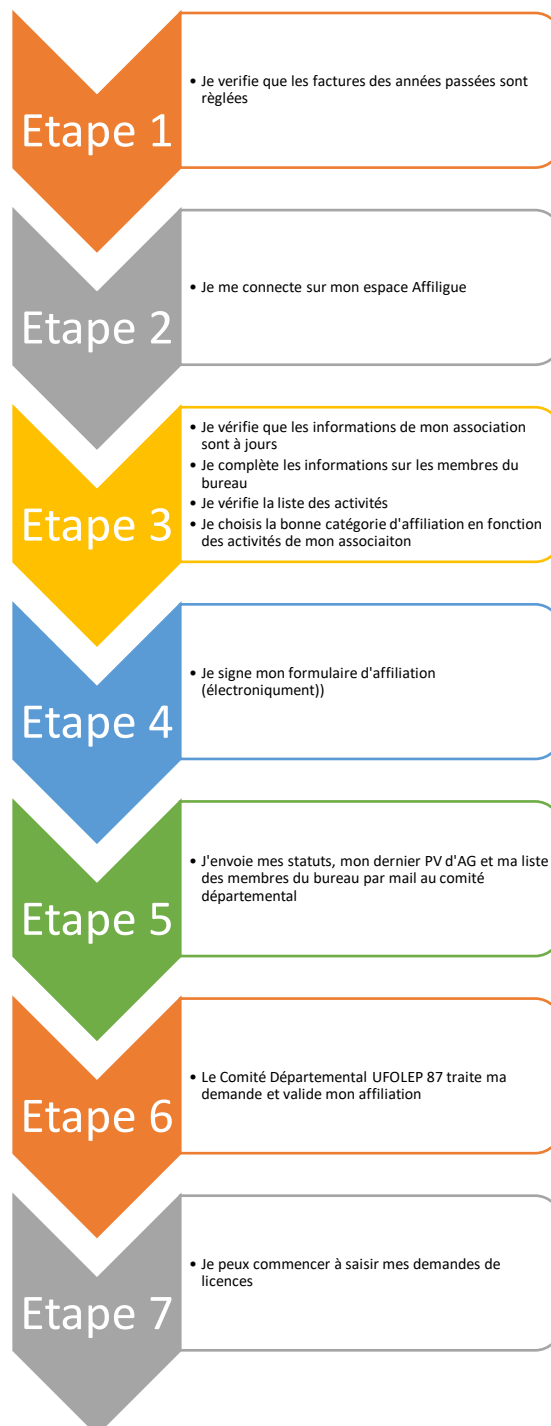 Etape 1
• Je verifie que les factures des années passées sont
règlées
Etape 2
• Je me connecte sur mon espace Affiligue
Etape 3
• Je vérifie que les informations de mon association
sont à jours
• Je complète les informations sur les membres du
bureau
• Je vérifie la liste des activités
• Je choisis la bonne catégorie d'affiliation en fonction
des activités de mon associaiton
Etape 4
• Je signe mon formulaire d'affiliation
(électroniqument))
Etape 5
• J'envoie mes statuts, mon dernier PV d'AG et ma liste
des membres du bureau par mail au comité
départemental
Etape 6
• Le Comité Départemental UFOLEP 87 traite ma
demande et valide mon affiliation
Etape 7
• Je peux commencer à saisir mes demandes de
licences